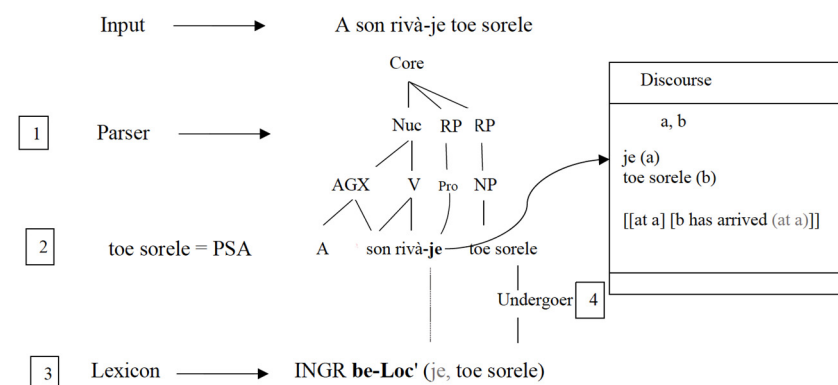 Input A son rivà-je toe sorele
Core
Discourse
a, b
1 Parser Nuc RP RP
je (a)
toe sorele (b)
AGX V Pro NP
[[at a] [b has arrived (at a)]]
2 toe sorele = PSA A son rivà-je toe sorele
Undergoer 4
3 Lexicon INGR be-Loc' (je, toe sorele)